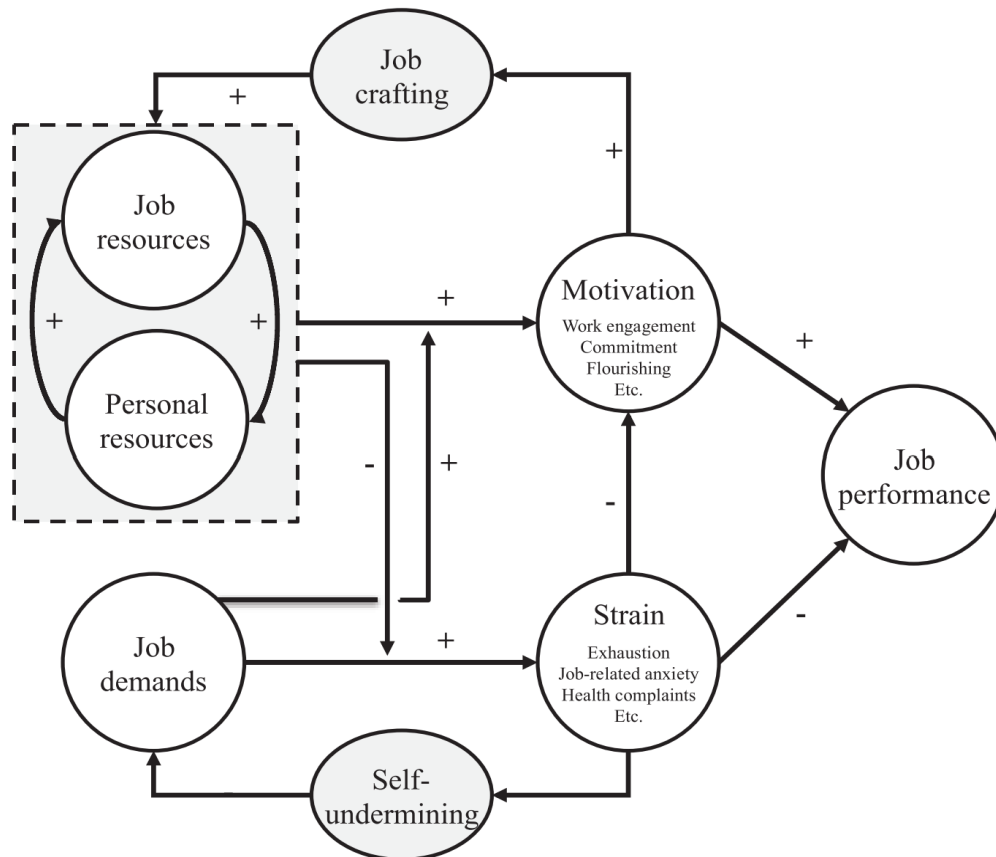 Job
crafting
+
+
Job
resources
+
+
Personal
resources
+
-
+
Motivation
Work engagement
Commitment
Flourishing
Etc.
+
Job
performance
-
-
Job
demands
+
Strain
Exhaustion
Job-related anxiety
Health complaints
Etc.
Self-
undermining